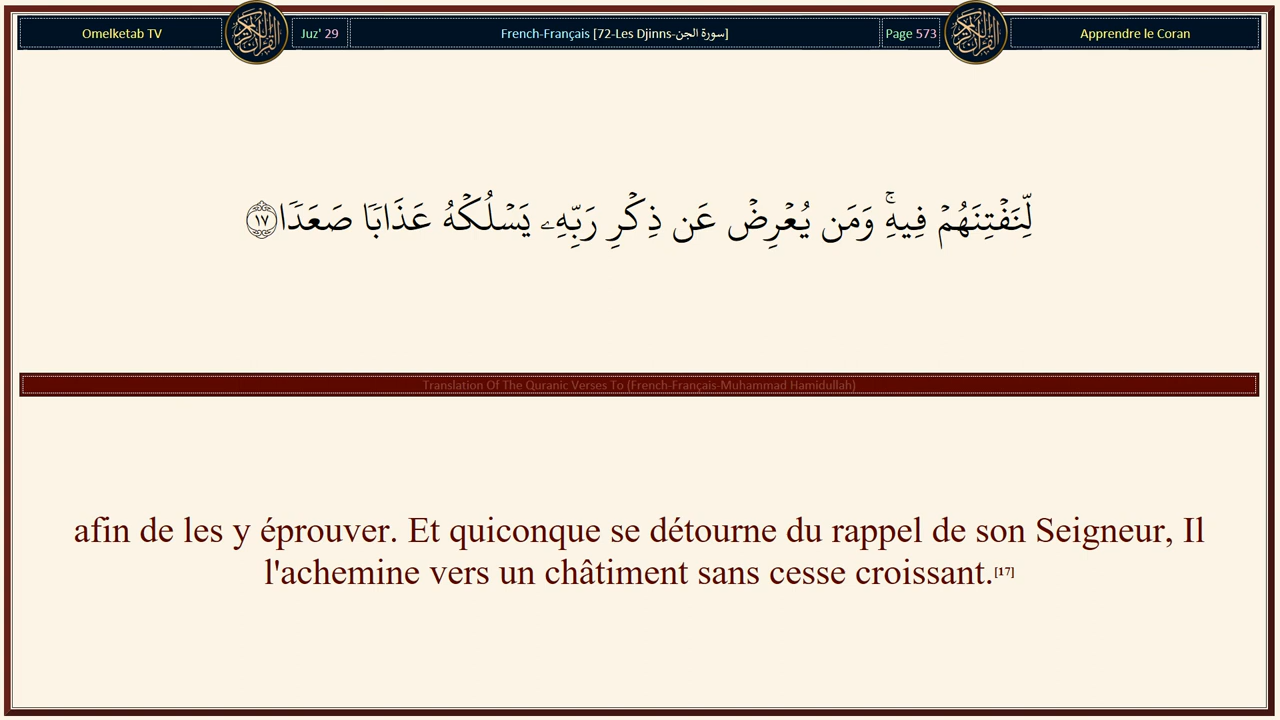 Omelketab TV
Juz' 29
French-Français [72-Les Djinns-سورة الجن]
Page 573
Apprendre le Coran
لِّنَفْتِنَهُمْ فِيهِ ۚ وَمَن يُعْرِضْ عَن ذِكْرِ رَبِّهِۦ يَسْلُكْهُ عَذَابًا صَعَدًا ١٧
Translation Of The Quranic Verses To (French-Français-Muhammad Hamidullah)
afin de les y éprouver. Et quiconque se détourne du rappel de son Seigneur, Il
l'achemine vers un châtiment sans cesse croissant.[17]